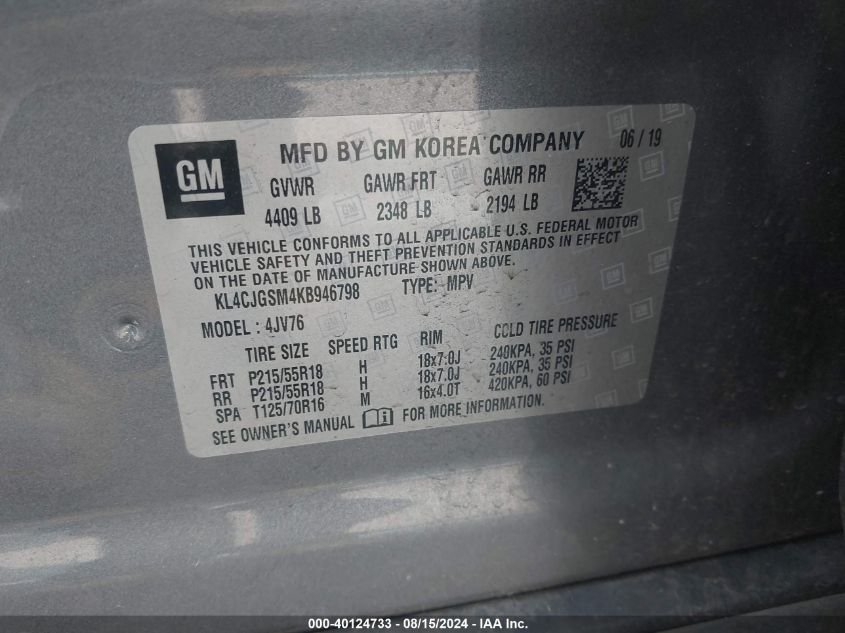 GM
MFD BY GM KOREA COMPANY 06 / 19
GVWR GAWR FRT GAWR RR
4409 LB 2348 LB 2194 LB
THIS VEHICLE CONFORMS TO ALL APPLICABLE U.S. FEDERAL MOTOR
VEHICLE SAFETY AND THEFT PREVENTION STANDARDS IN EFFECT
ON THE DATE OF MANUFACTURE SHOWN ABOVE.
KL4CJGSM4KB946798 TYPE: MPV
MODEL : 4JV76
TIRE SIZE SPEED RTG RIM COLD TIRE PRESSURE
FRT P215/55R18 H 18x7.0J 240KPA, 35 PSI
RR P215/55R18 H 18x7.0J 240KPA, 35 PSI
SPA T125/70R16 M 16x4.0T 420KPA, 60 PSI
SEE OWNER'S MANUAL FOR MORE INFORMATION.
000-40124733 - 08/15/2024 - IAA, Inc.